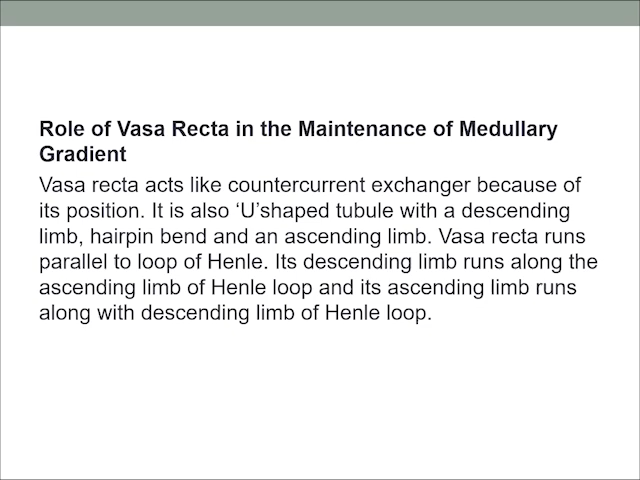 Role of Vasa Recta in the Maintenance of Medullary
Gradient
Vasa recta acts like countercurrent exchanger because of
its position. It is also ‘U’shaped tubule with a descending
limb, hairpin bend and an ascending limb. Vasa recta runs
parallel to loop of Henle. Its descending limb runs along the
ascending limb of Henle loop and its ascending limb runs
along with descending limb of Henle loop.